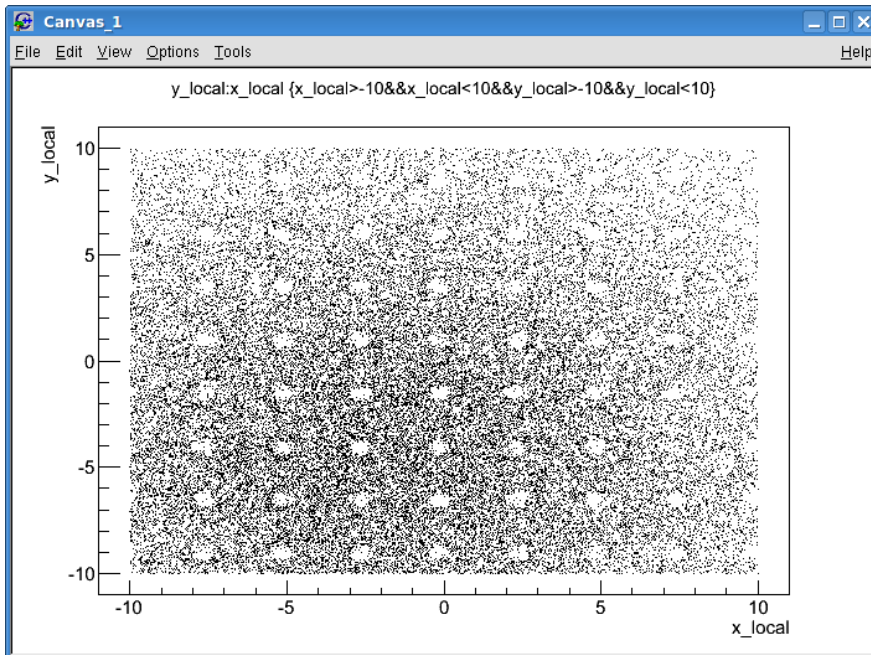 Canvas_1
File Edit View Options Tools Help
y_local:x_local {x_local>-10&&x_local<10&&y_local>-10&&y_local<10}
y_local
10
5
0
-5
-10
-10 -5 0 5 10
x_local